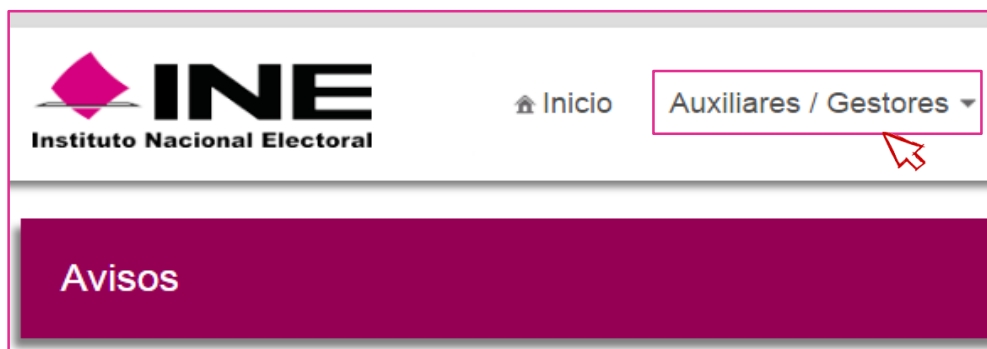 INE
Instituto Nacional Electoral
Inicio
Auxiliares / Gestores
Avisos